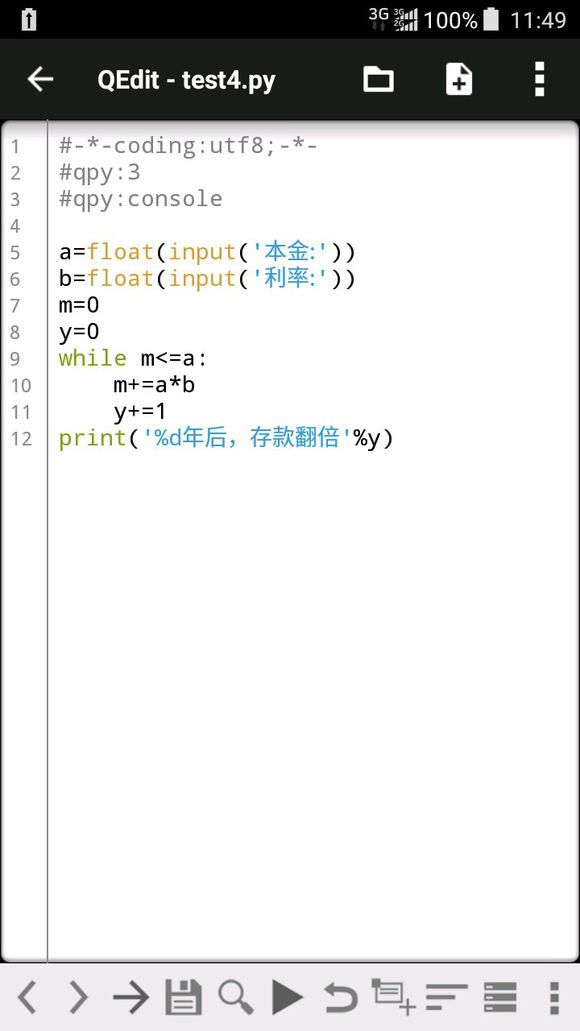 3G 3G 2G 100% 11:49
QEdit - test4.py
1 #-*-coding:utf8;-*-
2 #qpy:3
3 #qpy:console
4
5 a=float(input('本金:'))
6 b=float(input('利率:'))
7 m=0
8 y=0
9 while m<=a:
10     m+=a*b
11     y+=1
12 print('%d年后，存款翻倍'%y)